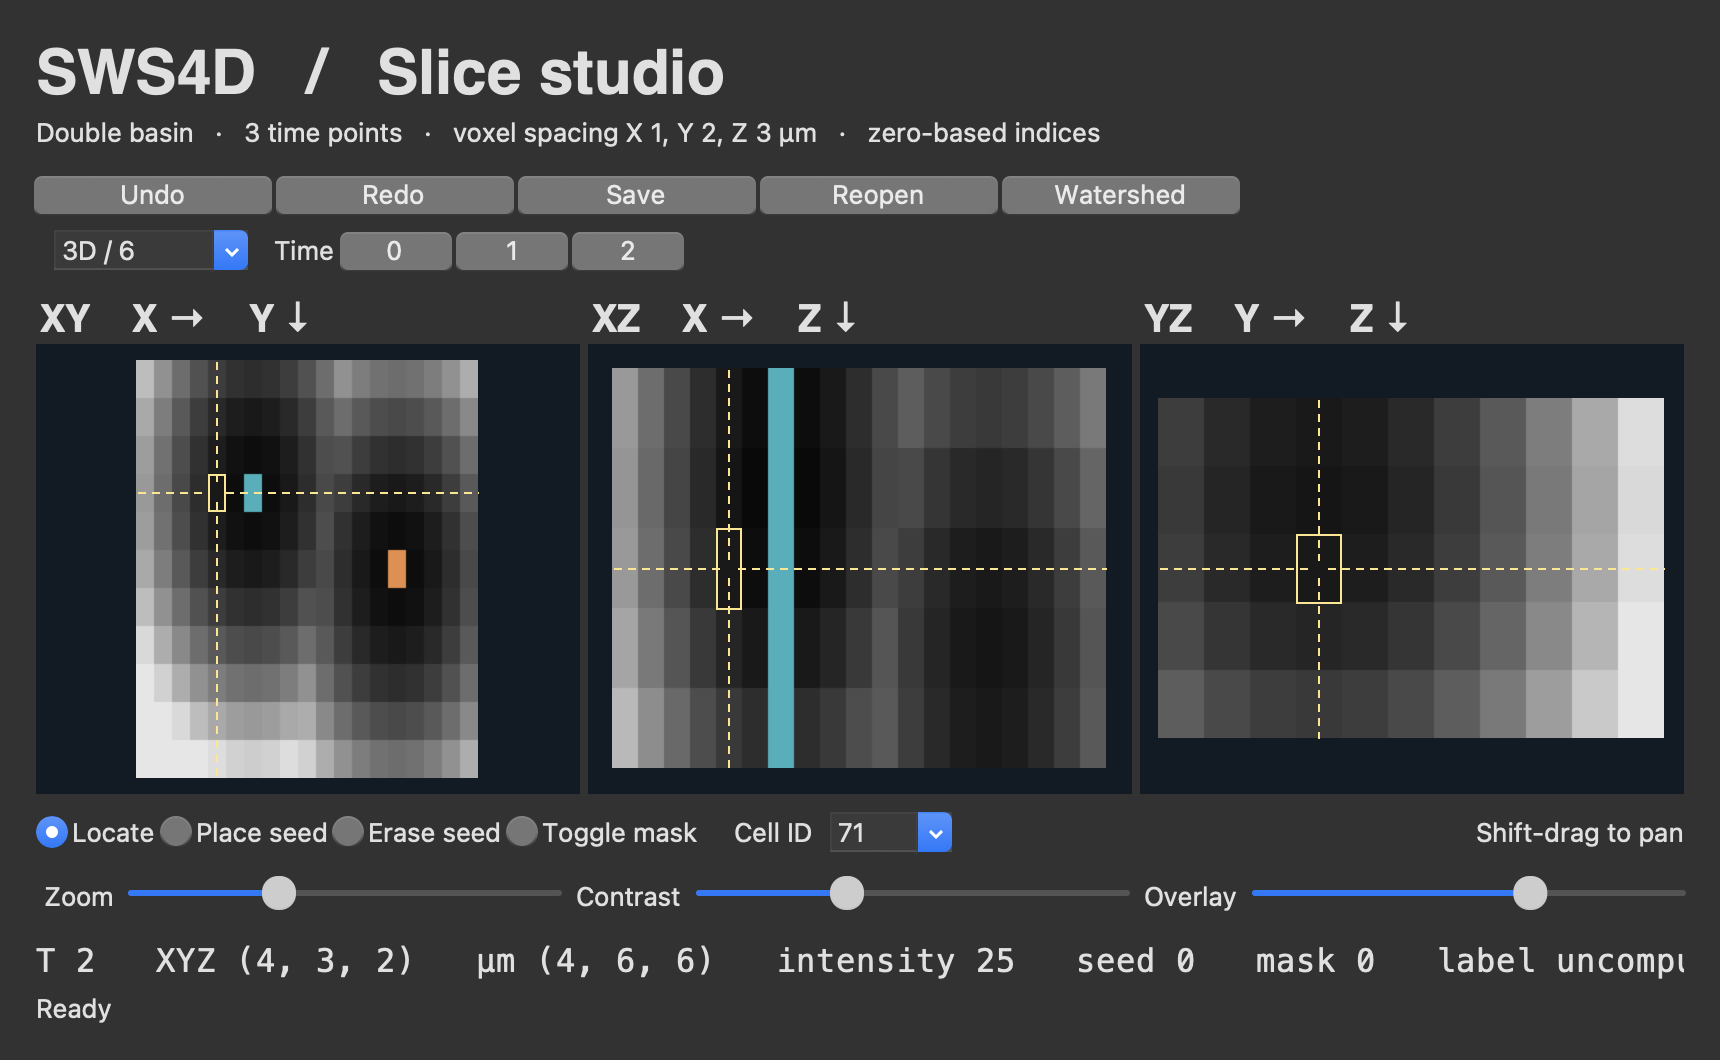 SWS4D / Slice studio
Double basin · 3 time points · voxel spacing X 1, Y 2, Z 3 µm · zero-based indices
Undo Redo Save Reopen Watershed
3D / 6 Time 0 1 2
XY X → Y ↓ XZ X → Z ↓ YZ Y → Z ↓
Locate Place seed Erase seed Toggle mask Cell ID 71 Shift-drag to pan
Zoom Contrast Overlay
T 2 XYZ (4, 3, 2) µm (4, 6, 6) intensity 25 seed 0 mask 0 label
Ready